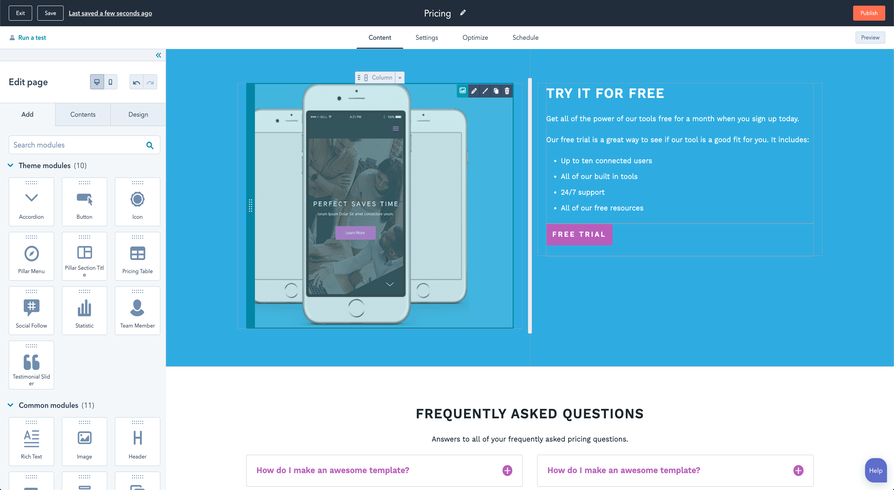 Exit
Save
Last saved a few seconds ago
Pricing
Publish
Run a test
Content
Settings
Optimize
Schedule
Preview
Edit page
Add
Contents
Design
Search modules
Theme modules (10)
Accordion
Button
Icon
Pillar Menu
Pillar Section Titl
e
Pricing Table
Social Follow
Statistic
Team Member
Testimonial Slid
er
Common modules (11)
Rich Text
Image
Header
Column
PERFECT SAVES TIME
Learn More
TRY IT FOR FREE
Get all of the power of our tools free for a month when you sign up today.
Our free trial is a great way to see if our tool is a good fit for you. It includes:
• Up to ten connected users
• All of our built in tools
• 24/7 support
• All of our free resources
FREE TRIAL
FREQUENTLY ASKED QUESTIONS
Answers to all of your frequently asked pricing questions.
How do I make an awesome template?
How do I make an awesome template?
Help